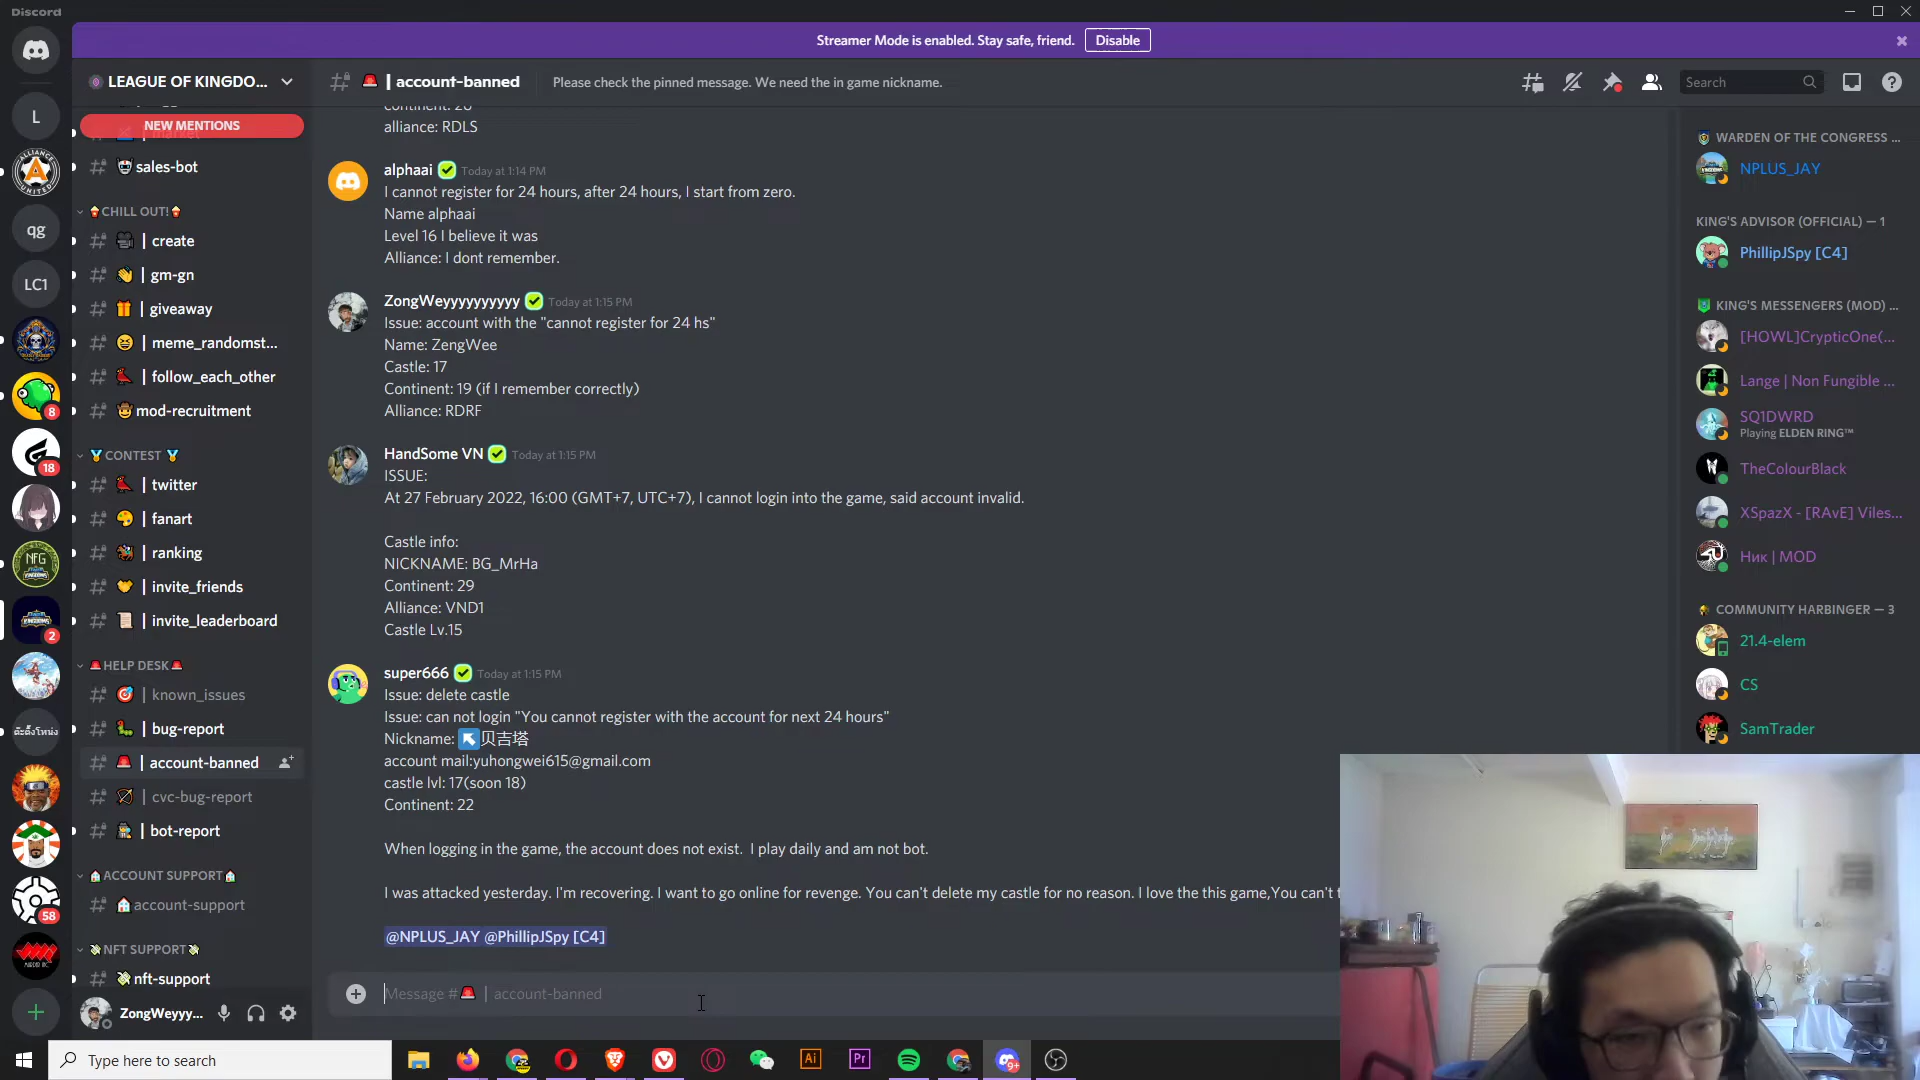 Discord
Streamer Mode is enabled. Stay safe, friend.
Disable
LEAGUE OF KINGDO...
| account-banned
Please check the pinned message. We need the in game nickname.
Search
NEW MENTIONS
sales-bot
CHILL OUT!
| create
| gm-gn
| giveaway
| meme_randomst...
| follow_each_other
mod-recruitment
CONTEST
| twitter
| fanart
| ranking
| invite_friends
| invite_leaderboard
HELP DESK
| known_issues
| bug-report
| account-banned
| cvc-bug-report
| bot-report
ACCOUNT SUPPORT
account-support
NFT SUPPORT
nft-support
ZongWeyyy...
L
qg
LC1
8
18
NFG
2
58
alliance: RDLS
alphaai Today at 1:14 PM
I cannot register for 24 hours, after 24 hours, I start from zero.
Name alphaai
Level 16 I believe it was
Alliance: I dont remember.
ZongWeyyyyyyyyyy Today at 1:15 PM
Issue: account with the "cannot register for 24 hs"
Name: ZengWee
Castle: 17
Continent: 19 (if I remember correctly)
Alliance: RDRF
HandSome VN Today at 1:15 PM
ISSUE:
At 27 February 2022, 16:00 (GMT+7, UTC+7), I cannot login into the game, said account invalid.
Castle info:
NICKNAME: BG_MrHa
Continent: 29
Alliance: VND1
Castle Lv.15
super666 Today at 1:15 PM
Issue: delete castle
Issue: can not login "You cannot register with the account for next 24 hours"
Nickname: ↖贝吉塔
account mail:yuhongwei615@gmail.com
castle lvl: 17(soon 18)
Continent: 22
When logging in the game, the account does not exist. I play daily and am not bot.
I was attacked yesterday. I'm recovering. I want to go online for revenge. You can't delete my castle for no reason. I love the this game,You can't
@NPLUS_JAY @PhillipJSpy [C4]
Message # | account-banned
WARDEN OF THE CONGRESS ...
NPLUS_JAY
KING'S ADVISOR (OFFICIAL) — 1
PhillipJSpy [C4]
KING'S MESSENGERS (MOD) ...
[HOWL]CrypticOne(...
Lange | Non Fungible ...
SQ1DWRD
Playing ELDEN RING™
TheColourBlack
XSpazX - [RAvE] Viles...
Ник | MOD
COMMUNITY HARBINGER — 3
21.4-elem
CS
SamTrader
Type here to search
Ai
Pr
9+